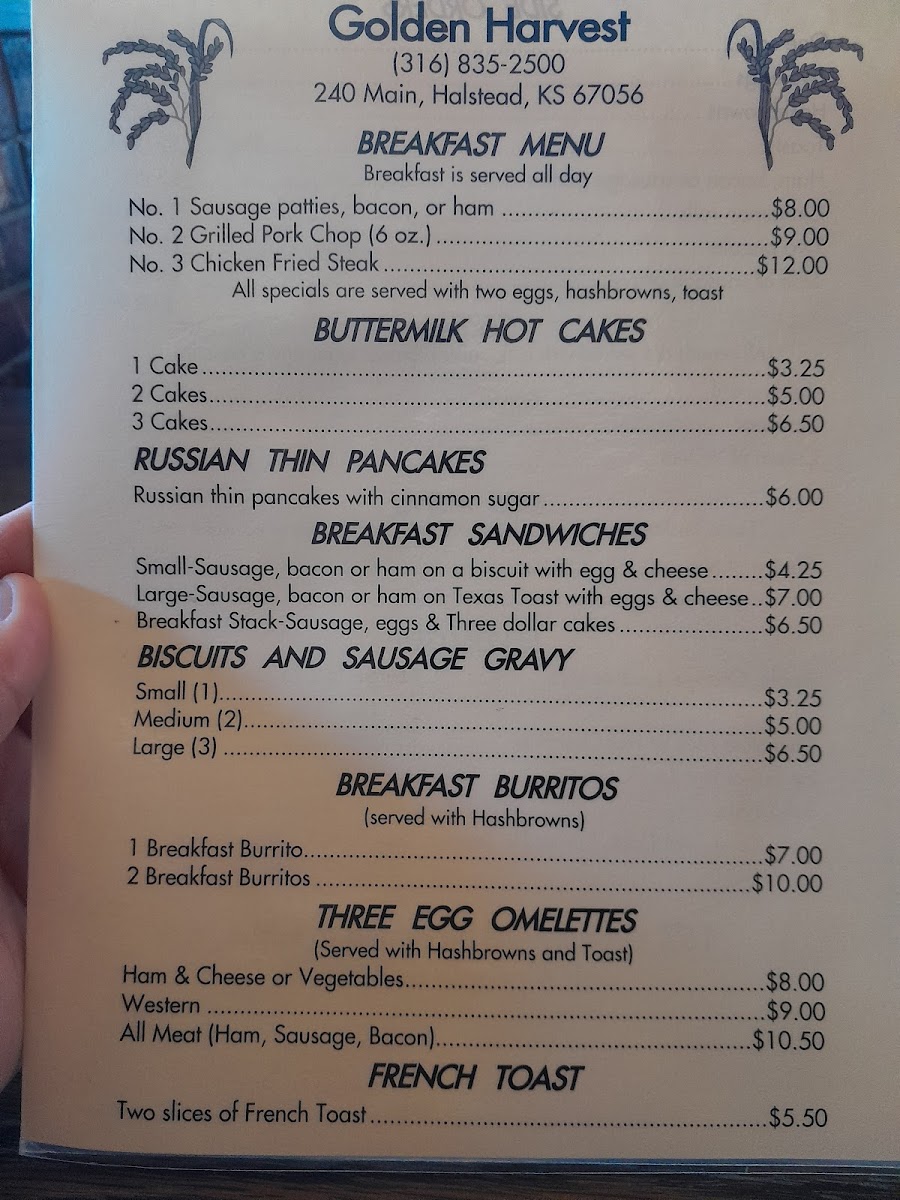 Golden Harvest
(316) 835-2500
240 Main, Halstead, KS 67056
BREAKFAST MENU
Breakfast is served all day
No. 1 Sausage patties, bacon, or ham ........................................$8.00
No. 2 Grilled Pork Chop (6 oz.)..................................................$9.00
No. 3 Chicken Fried Steak.......................................................$12.00
All specials are served with two eggs, hashbrowns, toast
BUTTERMILK HOT CAKES
1 Cake....................................................................................$3.25
2 Cakes...................................................................................$5.00
3 Cakes...................................................................................$6.50
RUSSIAN THIN PANCAKES
Russian thin pancakes with cinnamon sugar.................................$6.00
BREAKFAST SANDWICHES
Small-Sausage, bacon or ham on a biscuit with egg & cheese........$4.25
Large-Sausage, bacon or ham on Texas Toast with eggs & cheese..$7.00
Breakfast Stack-Sausage, eggs & Three dollar cakes.....................$6.50
BISCUITS AND SAUSAGE GRAVY
Small (1).................................................................................$3.25
Medium (2)..............................................................................$5.00
Large (3) ................................................................................$6.50
BREAKFAST BURRITOS
(served with Hashbrowns)
1 Breakfast Burrito.....................................................................$7.00
2 Breakfast Burritos .................................................................$10.00
THREE EGG OMELETTES
(Served with Hashbrowns and Toast)
Ham & Cheese or Vegetables......................................................$8.00
Western ..................................................................................$9.00
All Meat (Ham, Sausage, Bacon)...............................................$10.50
FRENCH TOAST
Two slices of French Toast...........................................................$5.50